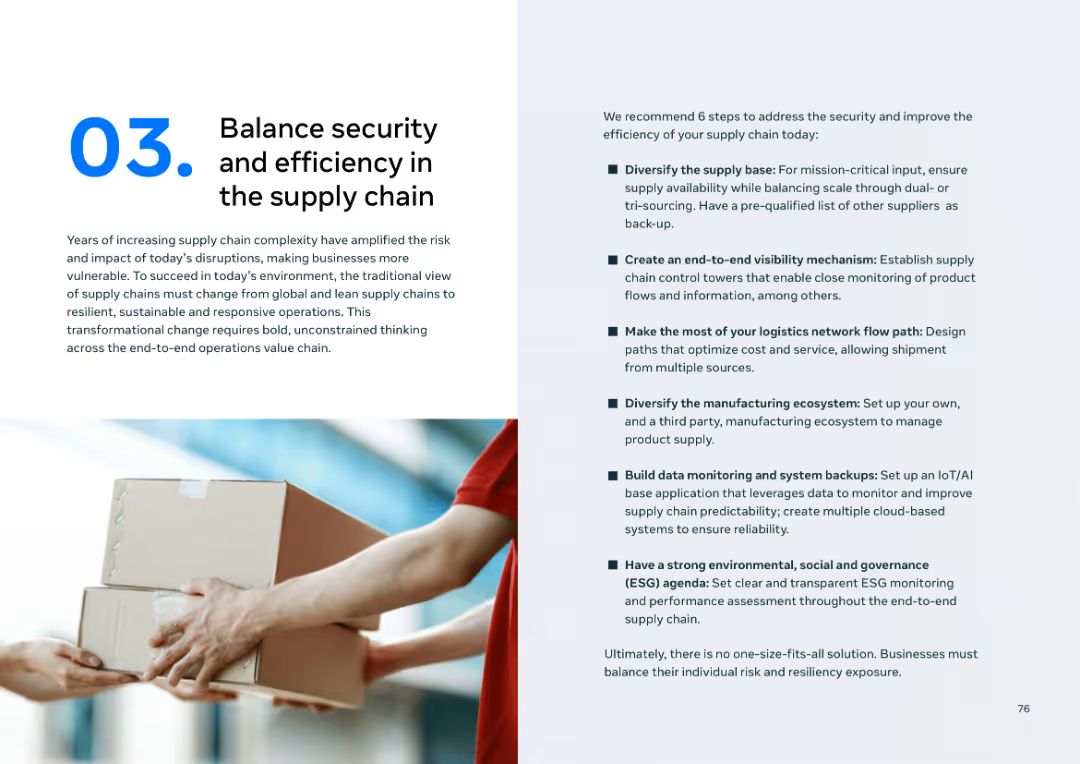 03.
Balance security
and efficiency in
the supply chain
Years of increasing supply chain complexity have amplified the risk
and impact of today's disruptions, making businesses more
vulnerable. To succeed in today's environment, the traditional view
of supply chains must change from global and lean supply chains to
resilient, sustainable and responsive operations. This
transformational change requires bold, unconstrained thinking
across the end-to-end operations value chain.
We recommend 6 steps to address the security and improve the
efficiency of your supply chain today:
■ Diversify the supply base: For mission-critical input, ensure
supply availability while balancing scale through dual- or
tri-sourcing. Have a pre-qualified list of other suppliers as
back-up.
■ Create an end-to-end visibility mechanism: Establish supply
chain control towers that enable close monitoring of product
flows and information, among others.
■ Make the most of your logistics network flow path: Design
paths that optimize cost and service, allowing shipment
from multiple sources.
■ Diversify the manufacturing ecosystem: Set up your own,
and a third party, manufacturing ecosystem to manage
product supply.
■ Build data monitoring and system backups: Set up an IoT/AI
base application that leverages data to monitor and improve
supply chain predictability; create multiple cloud-based
systems to ensure reliability.
■ Have a strong environmental, social and governance
(ESG) agenda: Set clear and transparent ESG monitoring
and performance assessment throughout the end-to-end
supply chain.
Ultimately, there is no one-size-fits-all solution. Businesses must
balance their individual risk and resiliency exposure.
76